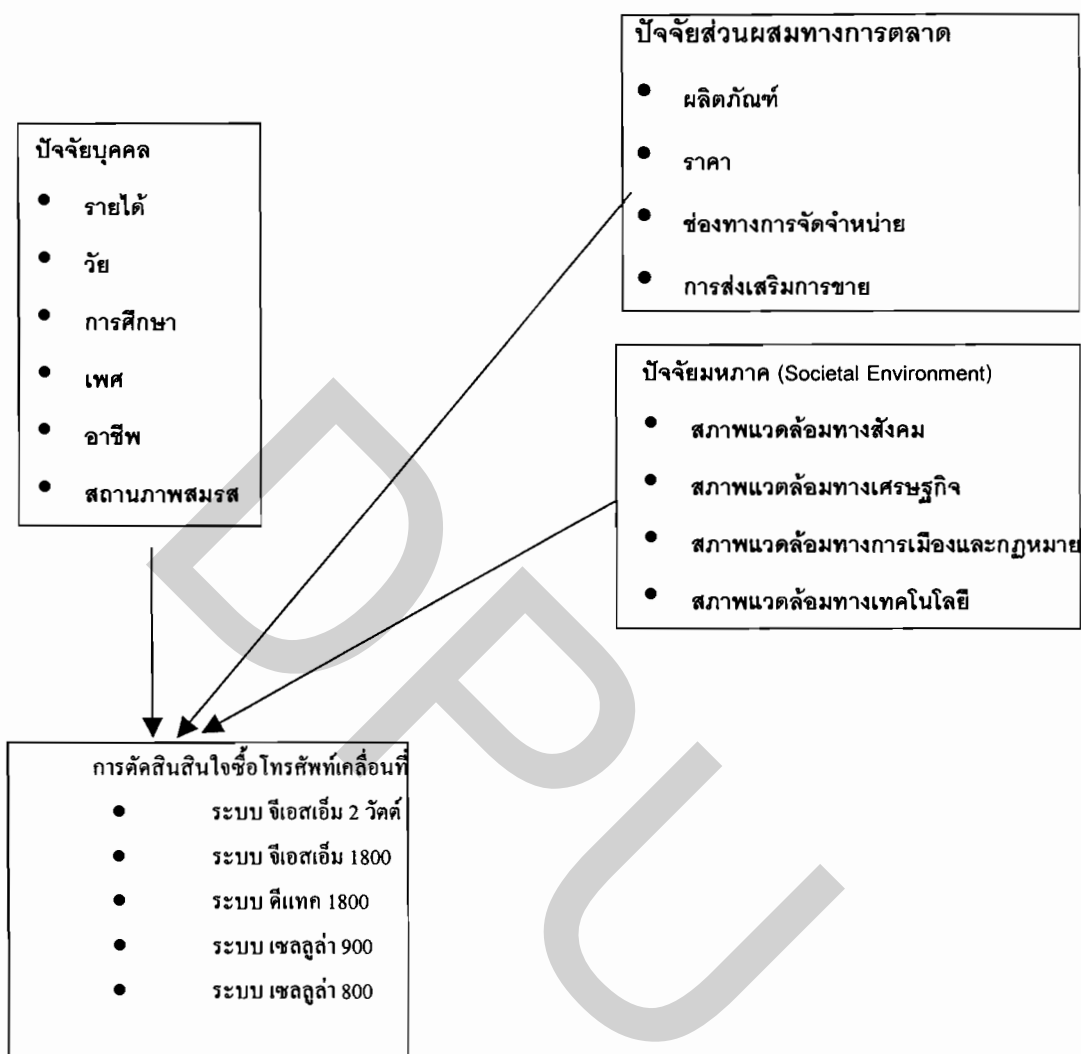 ปัจจัยส่วนผสมทางการตลาด
● ผลิตภัณฑ์
● ราคา
● ช่องทางการจัดจำหน่าย
● การส่งเสริมการขาย
ปัจจัยบุคคล
● รายได้
● วัย
● การศึกษา
● เพศ
● อาชีพ
● สถานภาพสมรส
ปัจจัยมหภาค (Societal Environment)
● สภาพแวดล้อมทางสังคม
● สภาพแวตล้อมทางเศรษฐกิจ
● สภาพแวดล้อมทางการเมืองและกฎหมาย
● สภาพแวดล้อมทางเทคโนโลยี
การตัดสินสินใจซื้อโทรศัพท์เคลื่อนที่
● ระบบ จีเอสเอ็ม 2 วัตต์
● ระบบ จีเอสเอ็ม 1800
● ระบบ ดีแทค 1800
● ระบบ เซลลูล่า 900
● ระบบ เซลลูล่า 800
DPU